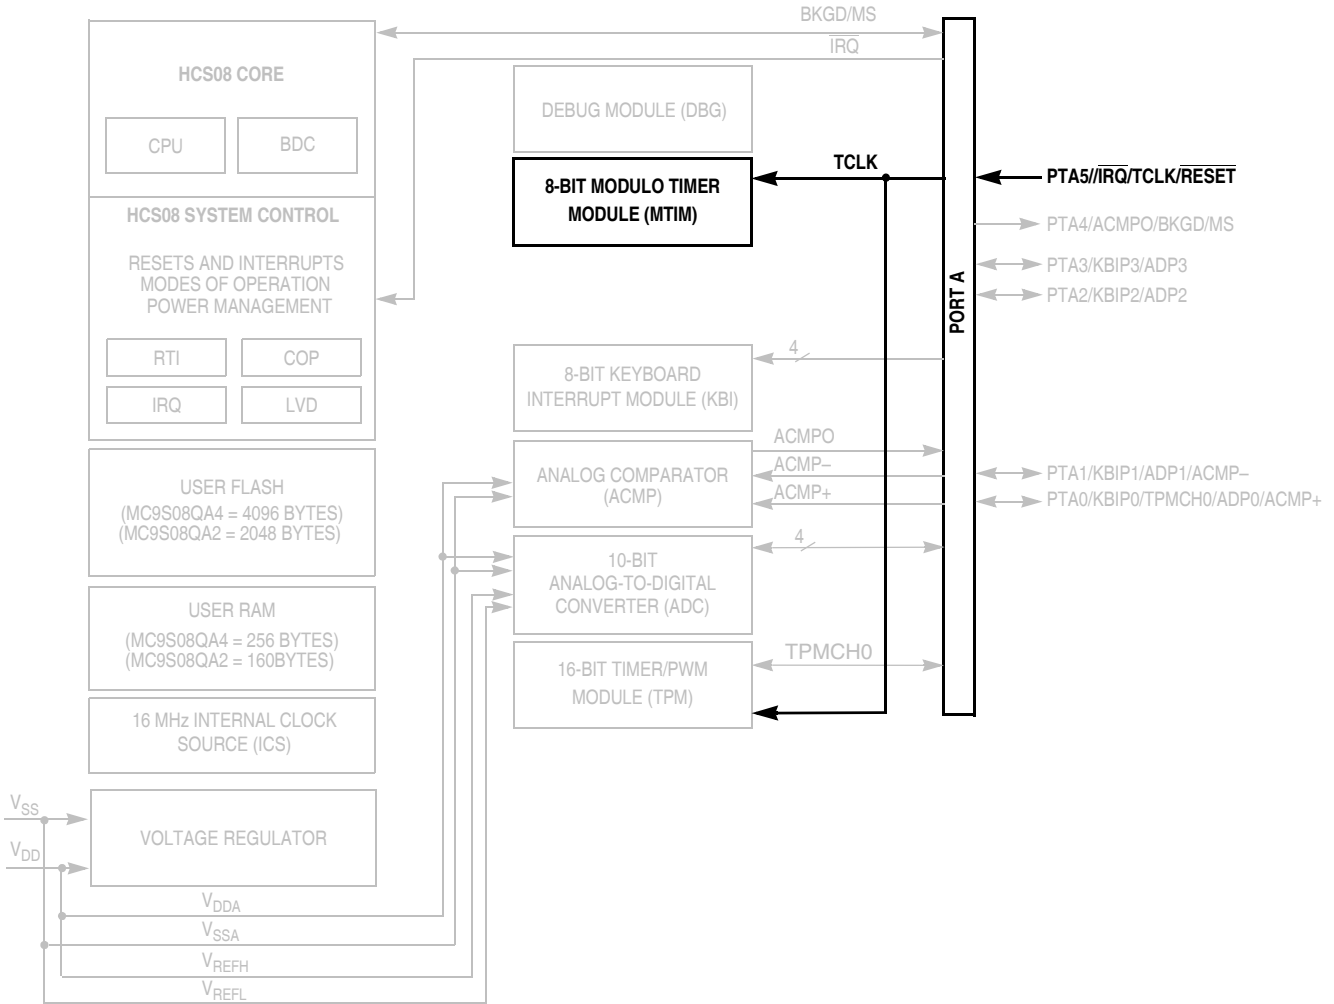 BKGD/MS
IRQ
HCS08 CORE
CPU
BDC
DEBUG MODULE (DBG)
TCLK
8-BIT MODULO TIMER
MODULE (MTIM)
HCS08 SYSTEM CONTROL
RESETS AND INTERRUPTS
MODES OF OPERATION
POWER MANAGEMENT
RTI
COP
IRQ
LVD
PORT A
PTA5//IRQ/TCLK/RESET
PTA4/ACMPO/BKGD/MS
PTA3/KBIP3/ADP3
PTA2/KBIP2/ADP2
4
8-BIT KEYBOARD
INTERRUPT MODULE (KBI)
ACMPO
ACMP–
ACMP+
ANALOG COMPARATOR
(ACMP)
PTA1/KBIP1/ADP1/ACMP–
PTA0/KBIP0/TPMCH0/ADP0/ACMP+
USER FLASH
(MC9S08QA4 = 4096 BYTES)
(MC9S08QA2 = 2048 BYTES)
4
10-BIT
ANALOG-TO-DIGITAL
CONVERTER (ADC)
USER RAM
(MC9S08QA4 = 256 BYTES)
(MC9S08QA2 = 160BYTES)
TPMCH0
16-BIT TIMER/PWM
MODULE (TPM)
16 MHz INTERNAL CLOCK
SOURCE (ICS)
VSS
VDD
VOLTAGE REGULATOR
VDDA
VSSA
VREFH
VREFL